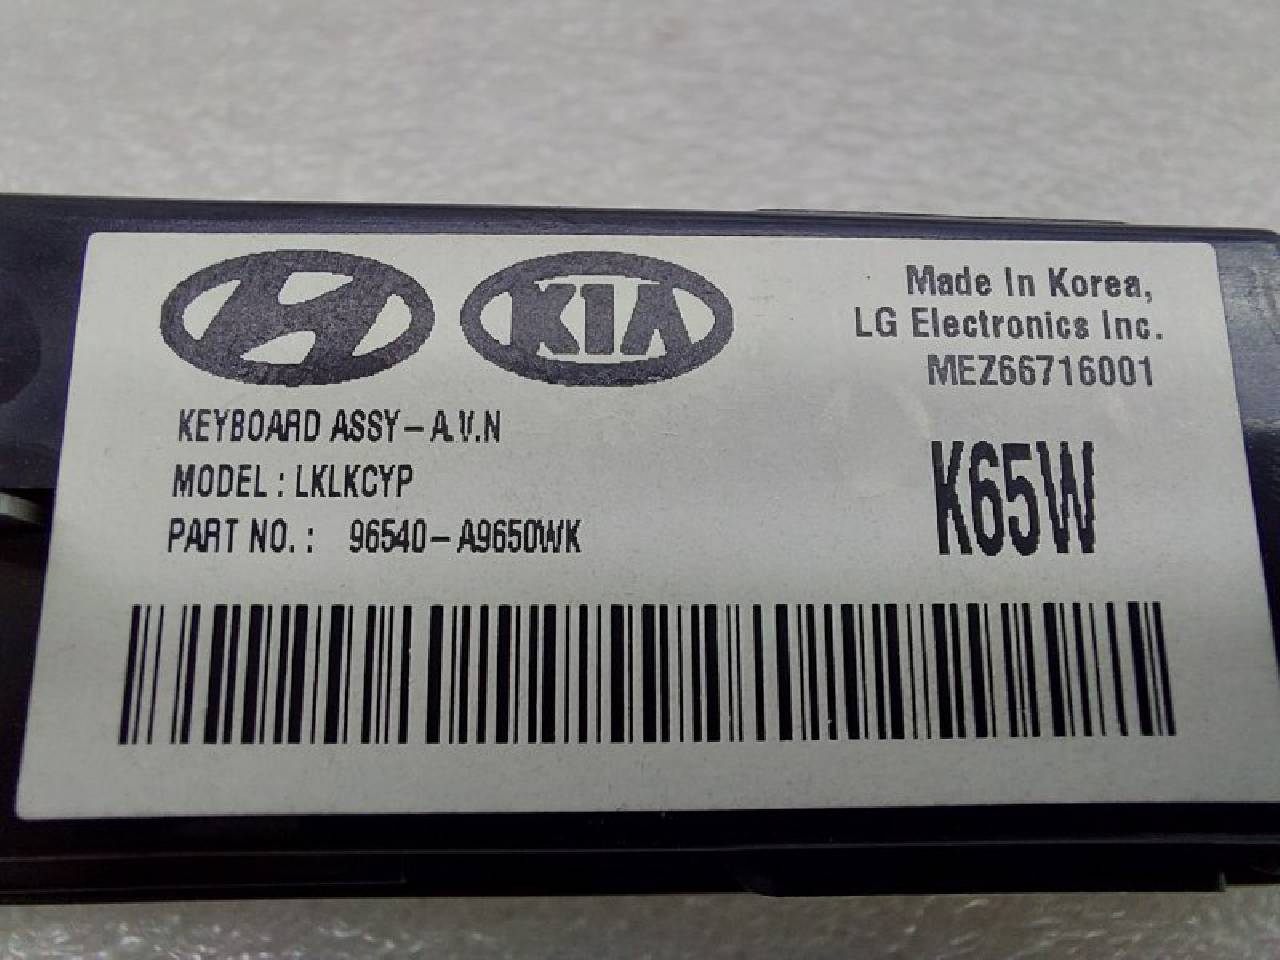 KIA
Made In Korea,
LG Electronics Inc.
MEZ66716001
KEYBOARD ASSY-A.V.N
MODEL : LKLKCYP
PART NO. : 96540-A9650WK
K65W